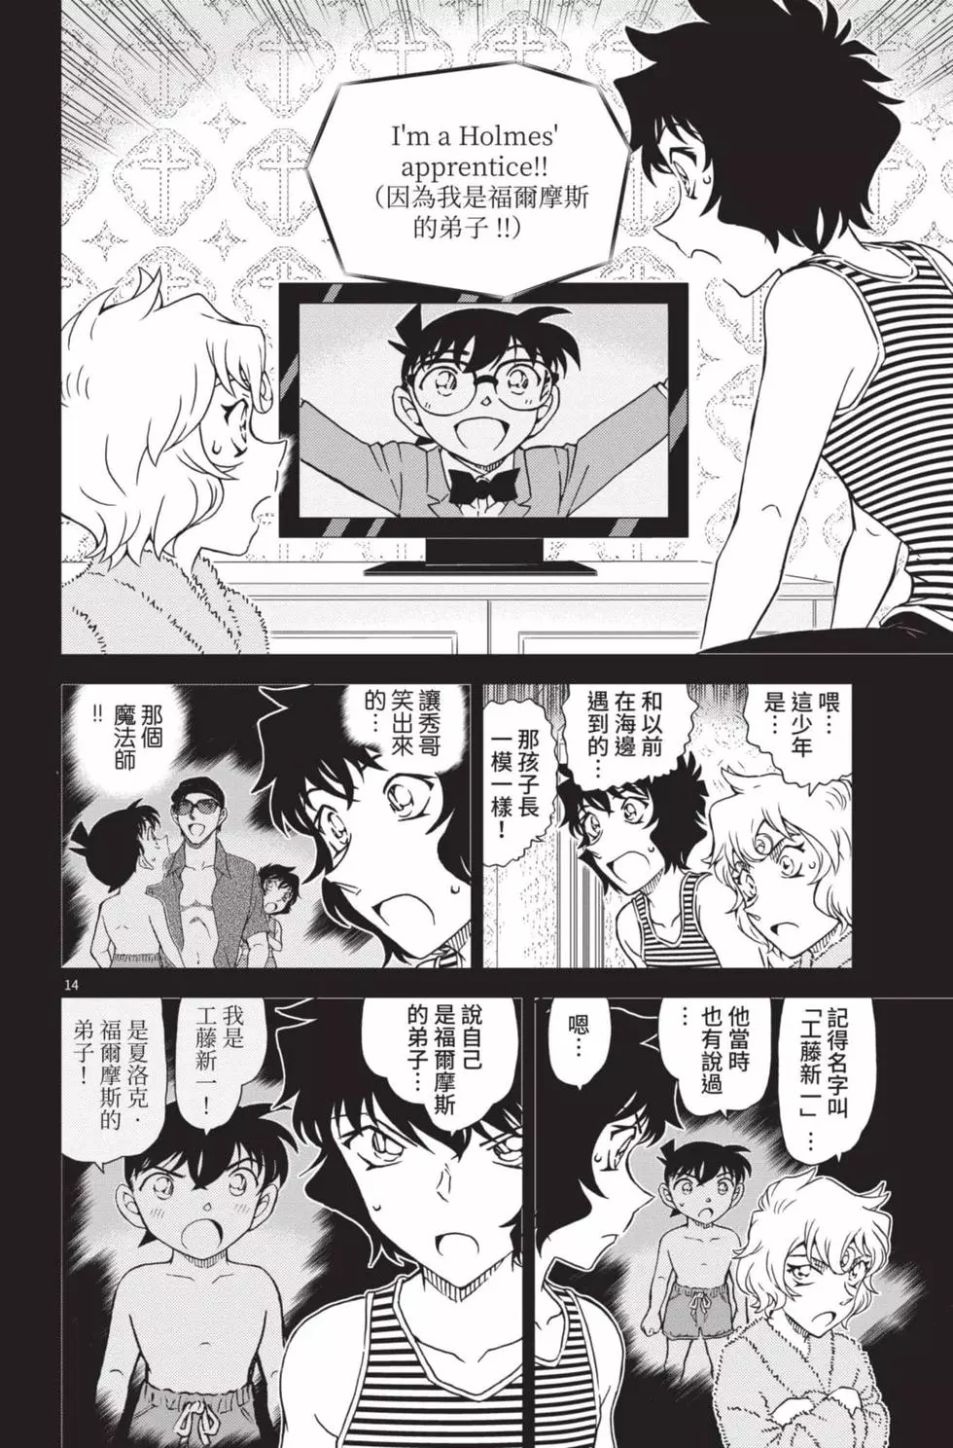 I'm a Holmes'
apprentice!!
（因為我是福爾摩斯
的弟子!!）
喂…
這少年
是…
和以前
在海邊
遇到的…
那孩子長
一模一樣！
讓秀哥
笑出來
的…
那個
魔法師
!!
14
記得名字叫
「工藤新一」
…
他當時
也有說過
…
嗯…
說自己
是福爾摩斯
的弟子…
我是
工藤新一！
是夏洛克．
福爾摩斯的
弟子！